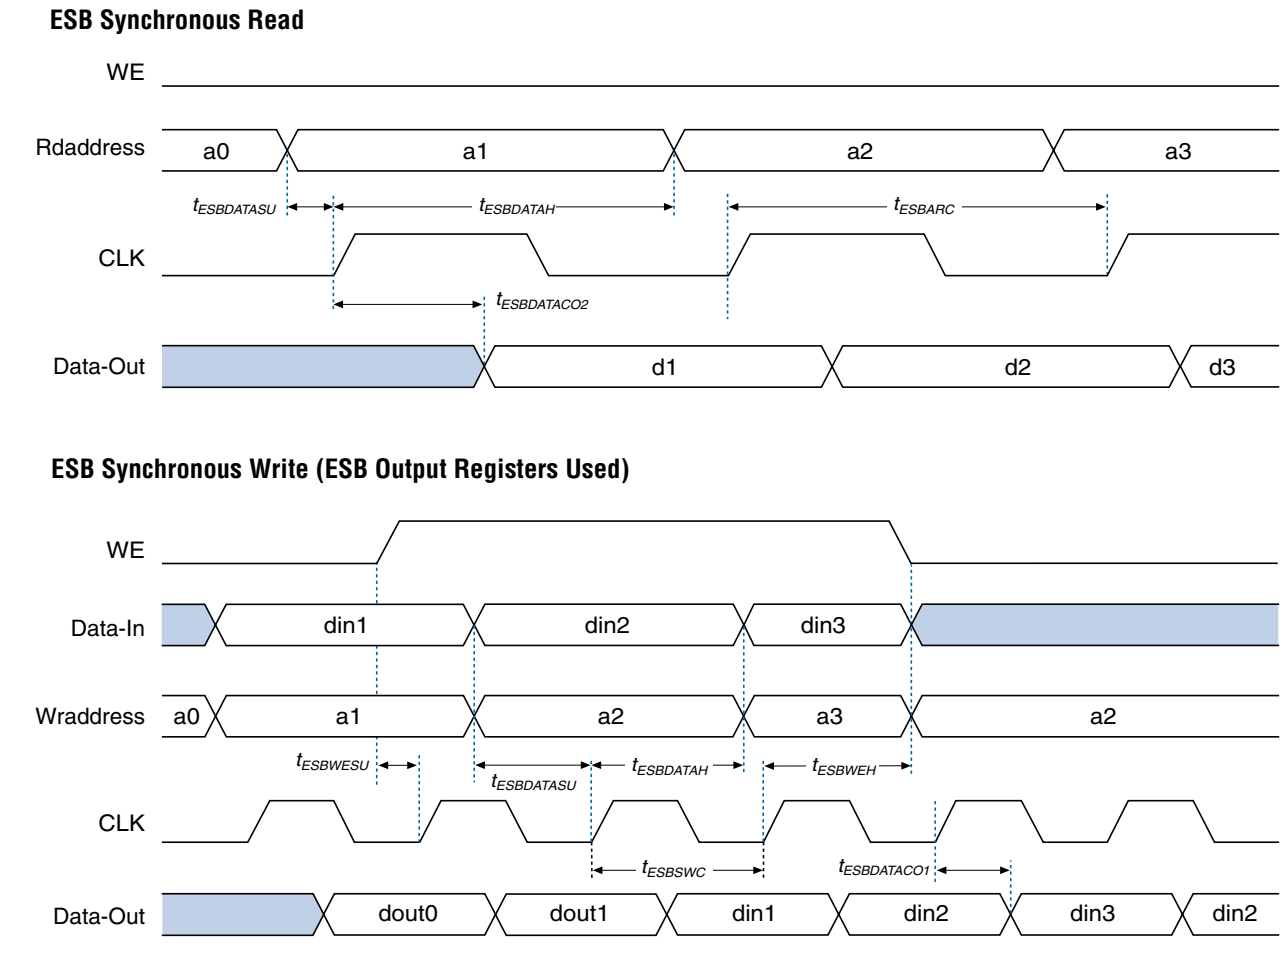 ESB Synchronous Read
WE
Rdaddress a0 a1 a2 a3
tESBDATASU tESBDATAH tESBARC
CLK
tESBDATACO2
Data-Out d1 d2 d3
ESB Synchronous Write (ESB Output Registers Used)
WE
Data-In din1 din2 din3
Wraddress a0 a1 a2 a3 a2
tESBWESU tESBDATASU tESBDATAH tESBWEH
CLK
tESBSWC tESBDATACO1
Data-Out dout0 dout1 din1 din2 din3 din2